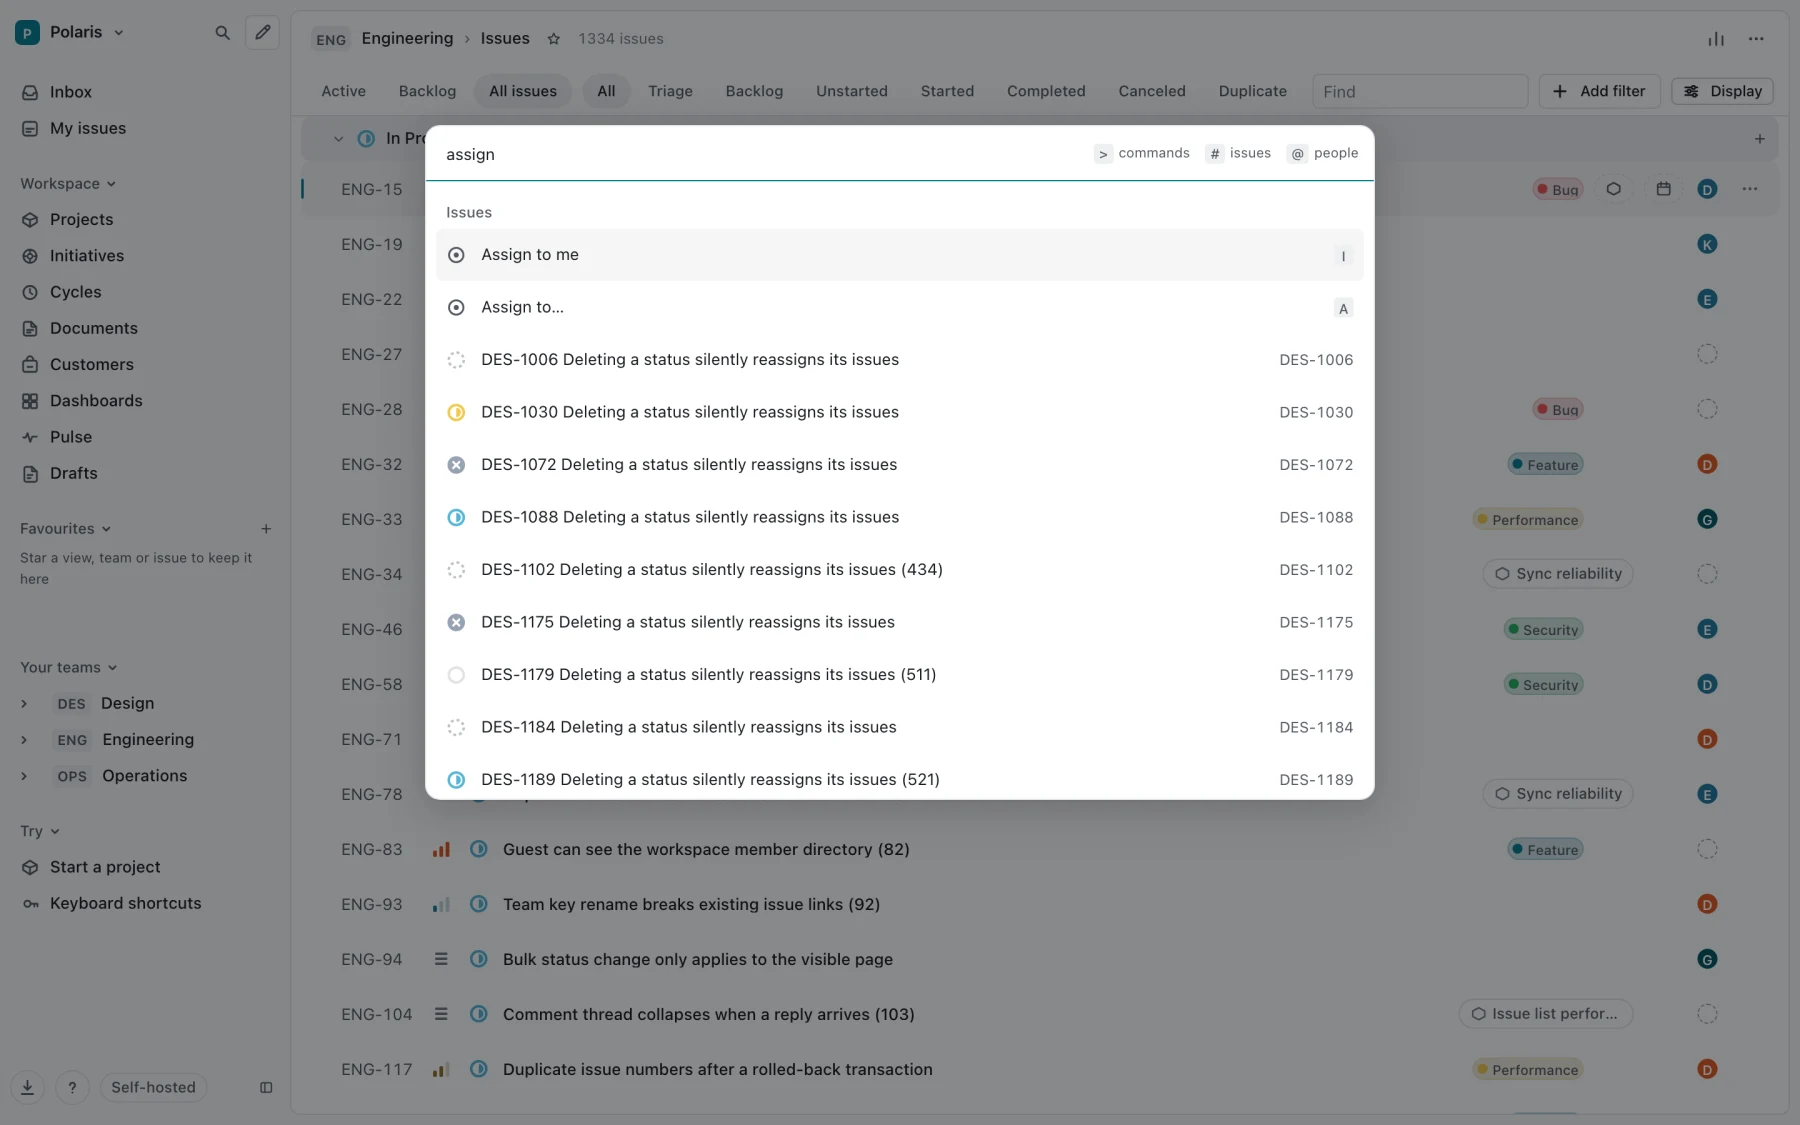 P Polaris
Inbox
My issues
Workspace
Projects
Initiatives
Cycles
Documents
Customers
Dashboards
Pulse
Drafts
Favourites
Star a view, team or issue to keep it
here
Your teams
DES Design
ENG Engineering
OPS Operations
Try
Start a project
Keyboard shortcuts
? Self-hosted
ENG Engineering › Issues 1334 issues
Active Backlog All issues All Triage Backlog Unstarted Started Completed Canceled Duplicate Find + Add filter Display
In Pro
assign > commands # issues @ people
Issues
Assign to me I
Assign to... A
DES-1006 Deleting a status silently reassigns its issues DES-1006
DES-1030 Deleting a status silently reassigns its issues DES-1030
DES-1072 Deleting a status silently reassigns its issues DES-1072
DES-1088 Deleting a status silently reassigns its issues DES-1088
DES-1102 Deleting a status silently reassigns its issues (434) DES-1102
DES-1175 Deleting a status silently reassigns its issues DES-1175
DES-1179 Deleting a status silently reassigns its issues (511) DES-1179
DES-1184 Deleting a status silently reassigns its issues DES-1184
DES-1189 Deleting a status silently reassigns its issues (521) DES-1189
ENG-15 Bug D
ENG-19 K
ENG-22 E
ENG-27
ENG-28 Bug
ENG-32 Feature D
ENG-33 Performance G
ENG-34 Sync reliability
ENG-46 Security E
ENG-58 Security D
ENG-71 D
ENG-78 Sync reliability E
ENG-83 Guest can see the workspace member directory (82) Feature
ENG-93 Team key rename breaks existing issue links (92) D
ENG-94 Bulk status change only applies to the visible page G
ENG-104 Comment thread collapses when a reply arrives (103) Issue list perfor...
ENG-117 Duplicate issue numbers after a rolled-back transaction Performance D